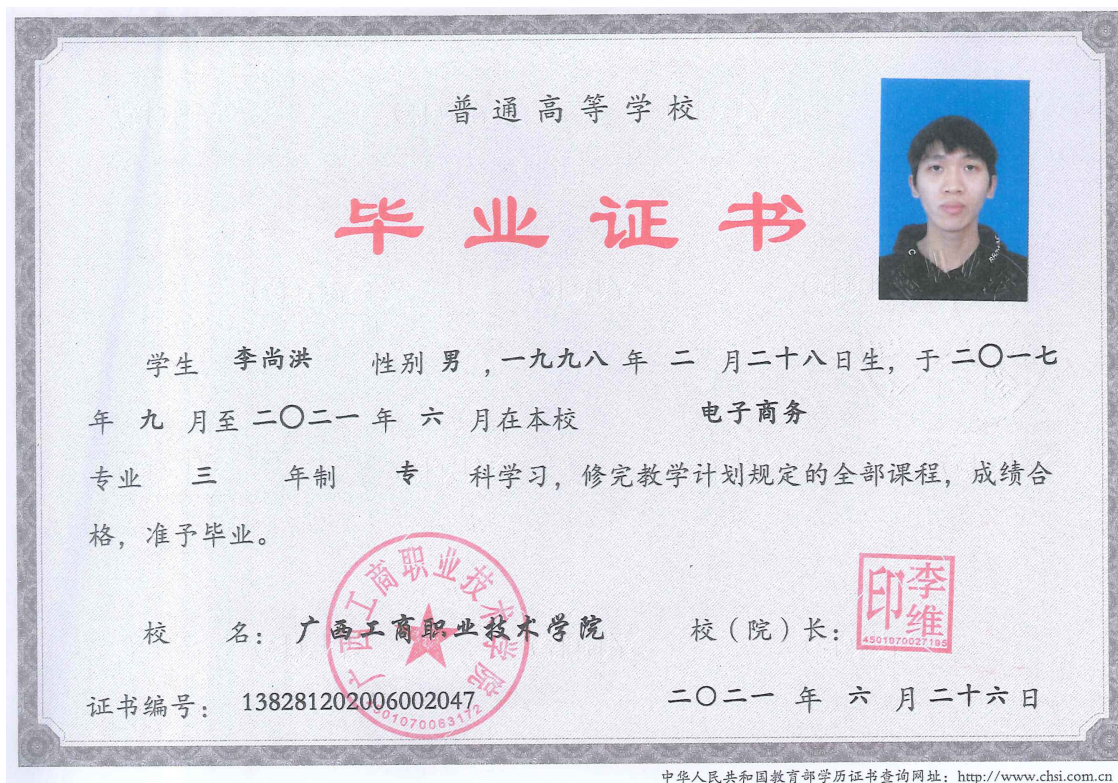 普通高等学校
毕业证书
学生 李尚洪 性别 男 ,一九九八 年 二 月二十八日生, 于 二〇一七
年 九 月至 二〇二一 年 六 月在本校 电子商务
专业 三 年制 专 科学习, 修完教学计划规定的全部课程, 成绩合
格, 准予毕业。
广西工商职业技术学院
印李维
4501070027195
校 名: 广西工商职业技术学院 校(院)长:
证书编号: 138281202006002047 二〇二一 年 六 月 二十六 日
中华人民共和国教育部学历证书查询网址: http://www.chsi.com.cn